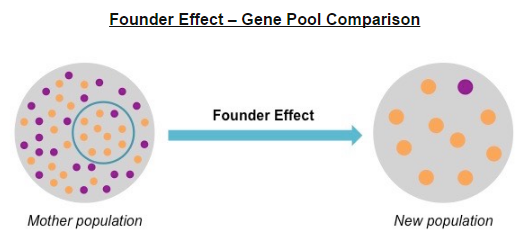 Founder Effect – Gene Pool Comparison
Founder Effect
Mother population
New population